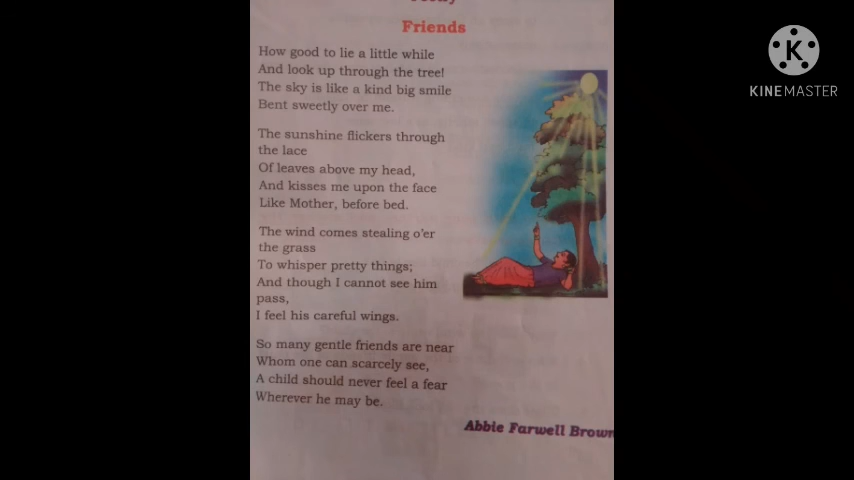 Friends
How good to lie a little while
And look up through the tree!
The sky is like a kind big smile
Bent sweetly over me.
The sunshine flickers through
the lace
Of leaves above my head,
And kisses me upon the face
Like Mother, before bed.
The wind comes stealing o'er
the grass
To whisper pretty things;
And though I cannot see him
pass,
I feel his careful wings.
So many gentle friends are near
Whom one can scarcely see,
A child should never feel a fear
Wherever he may be.
Abbie Farwell Brown
K
KINEMASTER